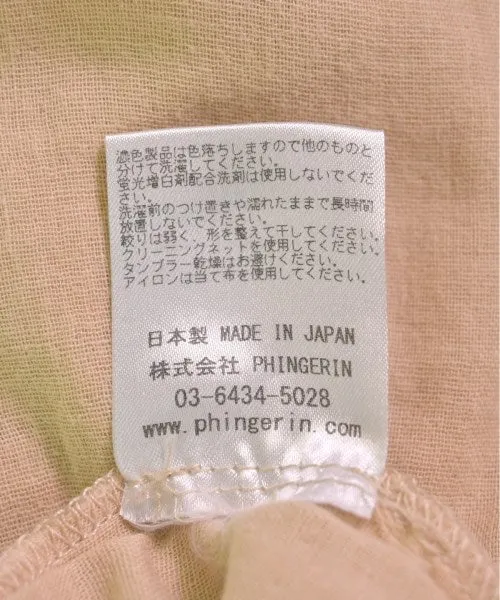 濃色製品は色落ちしますので他のものと
分けて洗濯してください。
蛍光増白剤配合洗剤は使用しないでくだ
さい。
洗濯前のつけ置きや濡れたままで長時間
放置しないでください。
絞りは弱く、形を整えて干してください。
クリーニングネットを使用してください。
タンブラー乾燥はお避けください。
アイロンは当て布を使用してください。
日本製 MADE IN JAPAN
株式会社 PHINGERIN
03-6434-5028
www.phingerin.com